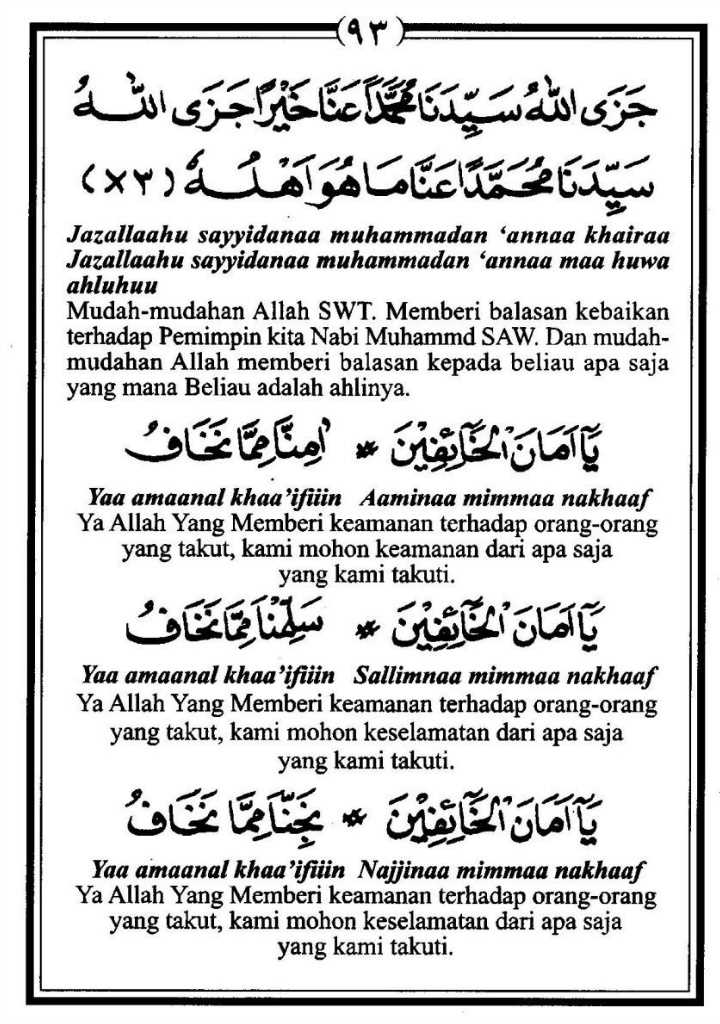 (٩٣)
جَزَى اللهُ سَيِّدَنَا مُحَمَّدًا عَنَّا خَيْرًا جَزَى اللهُ
سَيِّدَنَا مُحَمَّدًا عَنَّا مَا هُوَ اَهْلُهُ (×٣)
Jazallaahu sayyidanaa muhammadan ‘annaa khairaa
Jazallaahu sayyidanaa muhammadan ‘annaa maa huwa
ahluhuu
Mudah-mudahan Allah SWT. Memberi balasan kebaikan
terhadap Pemimpin kita Nabi Muhammd SAW. Dan mudah-
mudahan Allah memberi balasan kepada beliau apa saja
yang mana Beliau adalah ahlinya.
يَآ اَمَانَ الْخَآئِفِيْنَ * اٰمِنَّا مِمَّا نَخَافُ
Yaa amaanal khaa’ifiiin Aaminaa mimmaa nakhaaf
Ya Allah Yang Memberi keamanan terhadap orang-orang
yang takut, kami mohon keamanan dari apa saja
yang kami takuti.
يَآ اَمَانَ الْخَآئِفِيْنَ * سَلِّمْنَا مِمَّا نَخَافُ
Yaa amaanal khaa’ifiiin Sallimnaa mimmaa nakhaaf
Ya Allah Yang Memberi keamanan terhadap orang-orang
yang takut, kami mohon keselamatan dari apa saja
yang kami takuti.
يَآ اَمَانَ الْخَآئِفِيْنَ * نَجِّنَا مِمَّا نَخَافُ
Yaa amaanal khaa’ifiiin Najjinaa mimmaa nakhaaf
Ya Allah Yang Memberi keamanan terhadap orang-orang
yang takut, kami mohon keselamatan dari apa saja
yang kami takuti.